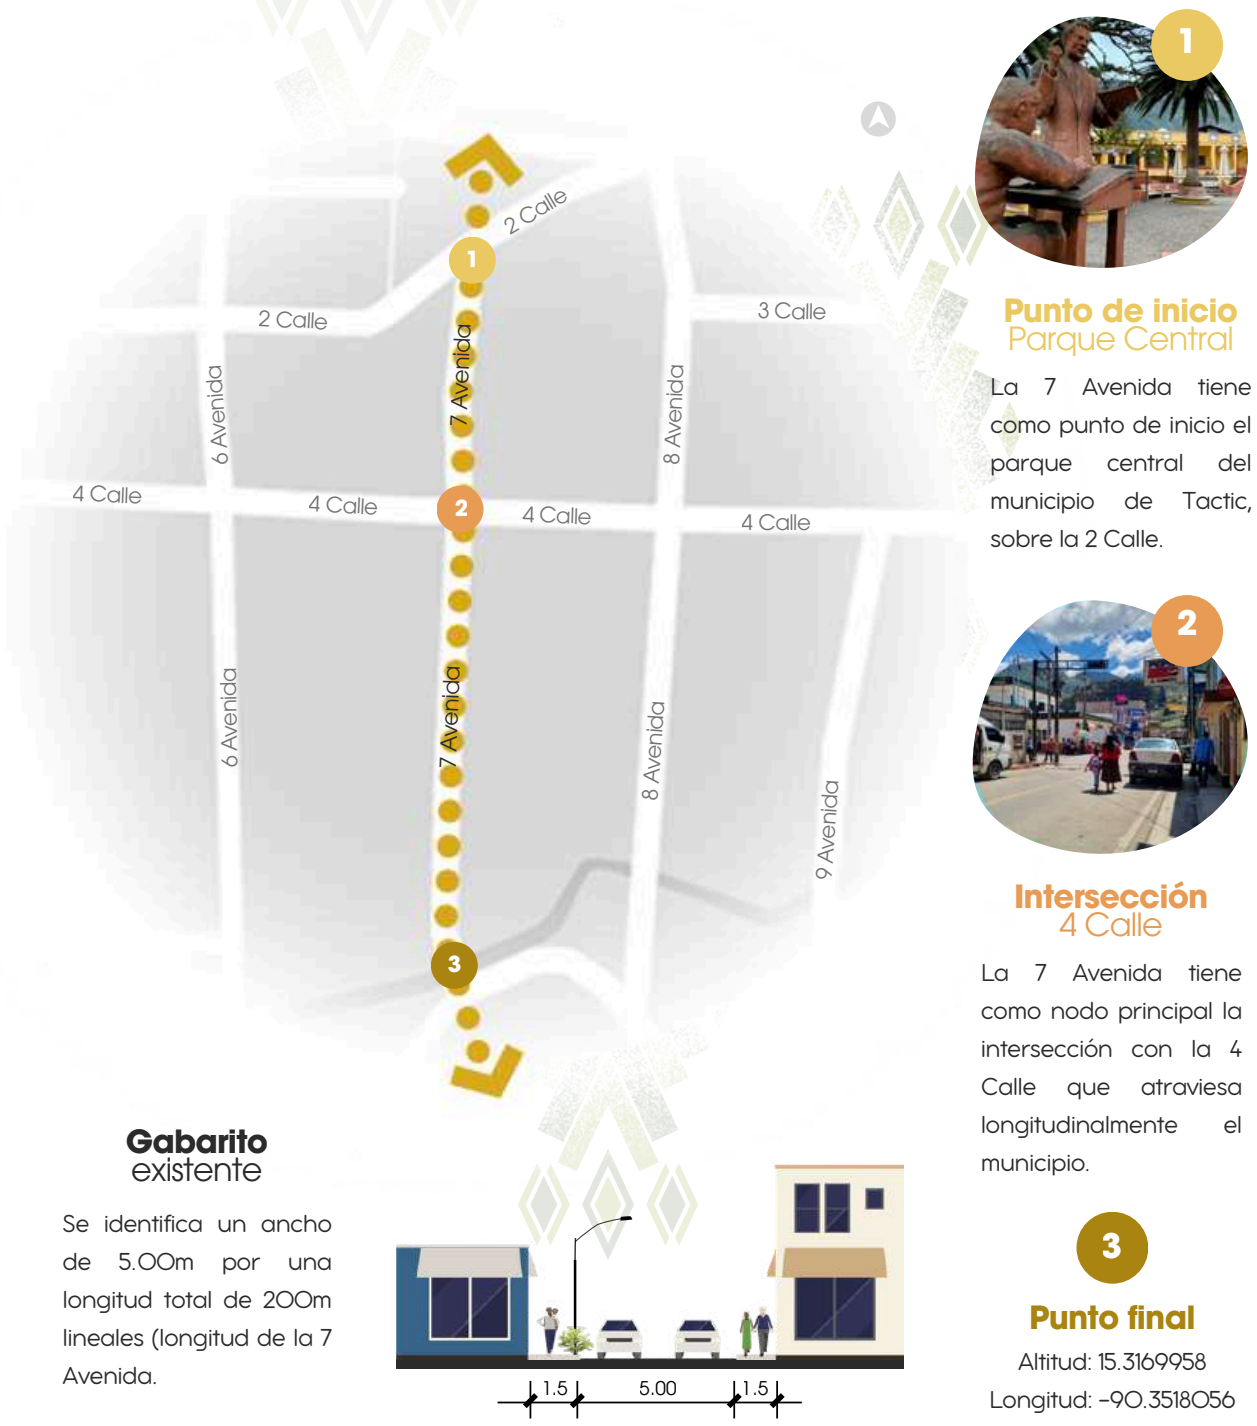 1
2 Calle
1
2 Calle
3 Calle
7 Avenida
6 Avenida
8 Avenida
4 Calle
4 Calle
2
4 Calle
4 Calle
6 Avenida
7 Avenida
8 Avenida
9 Avenida
3
Punto de inicio
Parque Central
La 7 Avenida tiene
como punto de inicio el
parque central del
municipio de Tactic,
sobre la 2 Calle.
2
Intersección
4 Calle
La 7 Avenida tiene
como nodo principal la
intersección con la 4
Calle que atraviesa
longitudinalmente el
municipio.
3
Punto final
Altitud: 15.3169958
Longitud: -90.3518056
Gabarito
existente
Se identifica un ancho
de 5.00m por una
longitud total de 200m
lineales (longitud de la 7
Avenida.
1.5 5.00 1.5